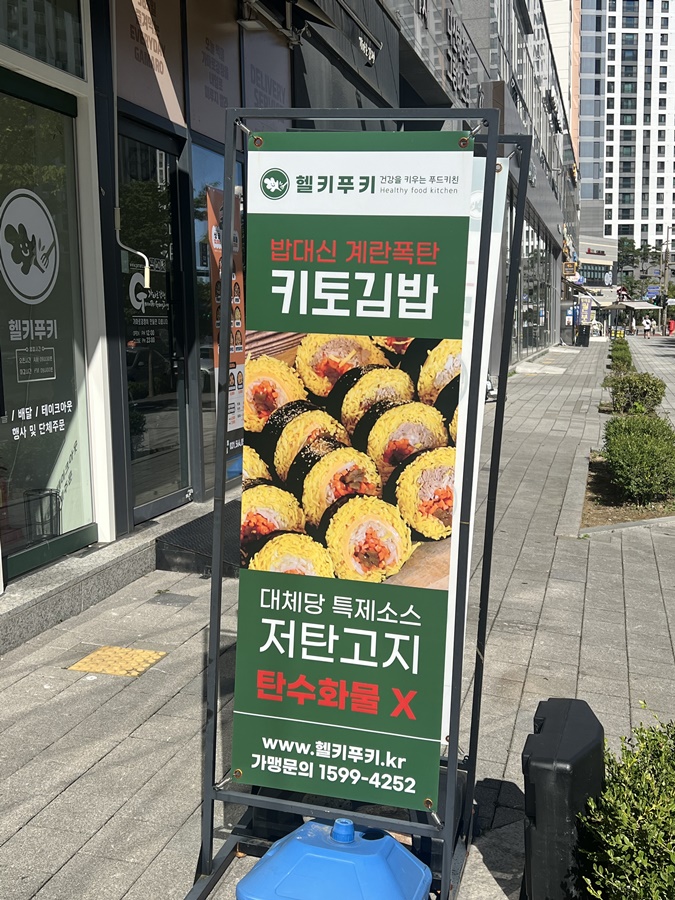 헬키푸키 건강을 키우는 푸드키친
Healthy food kitchen
밥대신 계란폭탄
키토김밥
대체당 특제소스
저탄고지
탄수화물 X
www.헬키푸키.kr
가맹문의 1599-4252
헬키푸키
/ 배달 / 테이크아웃
행사 및 단체주문
DELIVERY